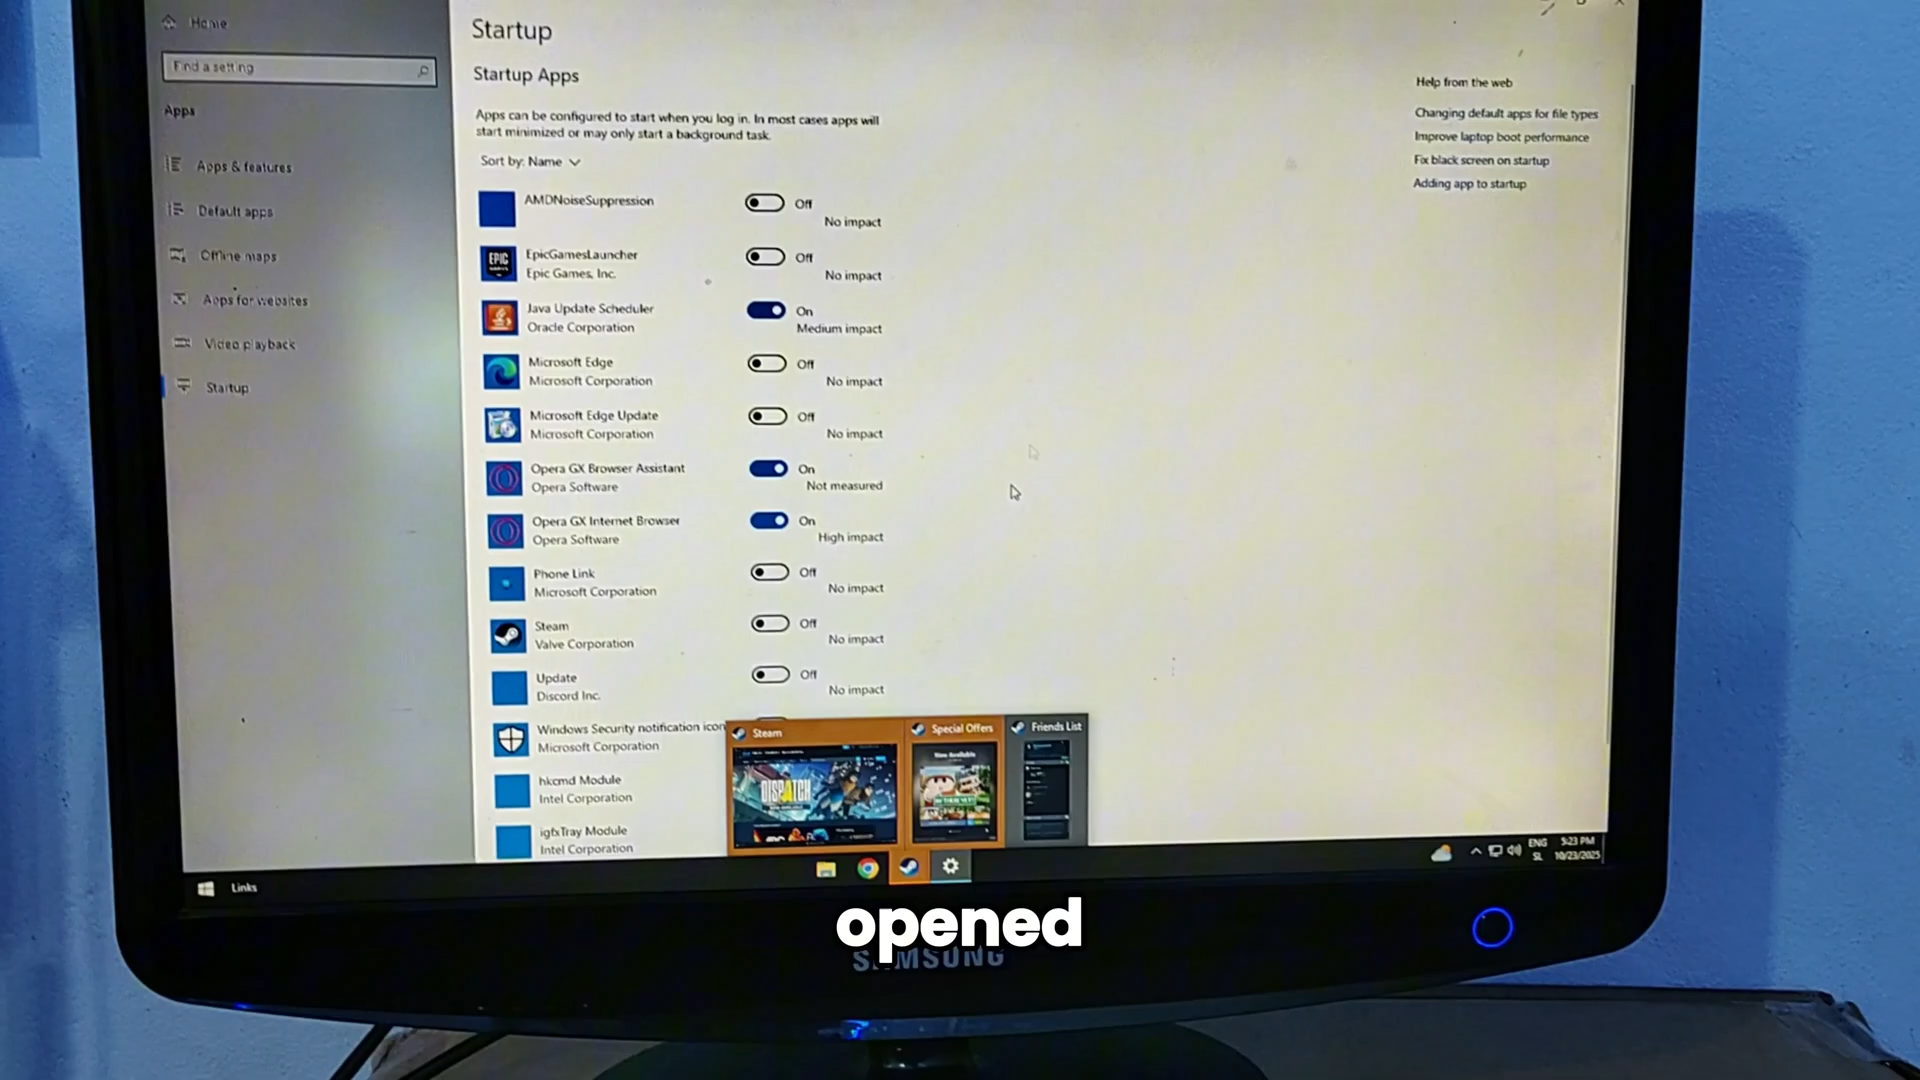 Home
Find a setting
Apps
Apps & features
Default apps
Offline maps
Apps for websites
Video playback
Startup
Startup
Startup Apps
Apps can be configured to start when you log in. In most cases apps will
start minimized or may only start a background task.
Sort by: Name
AMDNoiseSuppression
Off
No impact
EPIC
EpicGamesLauncher
Epic Games, Inc.
Off
No impact
Java Update Scheduler
Oracle Corporation
On
Medium impact
Microsoft Edge
Microsoft Corporation
Off
No impact
Microsoft Edge Update
Microsoft Corporation
Off
No impact
Opera GX Browser Assistant
Opera Software
On
Not measured
Opera GX Internet Browser
Opera Software
On
High impact
Phone Link
Microsoft Corporation
Off
No impact
Steam
Valve Corporation
Off
No impact
Update
Discord Inc.
Off
No impact
Windows Security notification icon
Microsoft Corporation
hkcmd Module
Intel Corporation
igfxTray Module
Intel Corporation
Help from the web
Changing default apps for file types
Improve laptop boot performance
Fix black screen on startup
Adding app to startup
Steam
Special Offers
Friends List
DISPATCH
Links
ENG
SL
5:23 PM
10/23/2025
opened
SAMSUNG